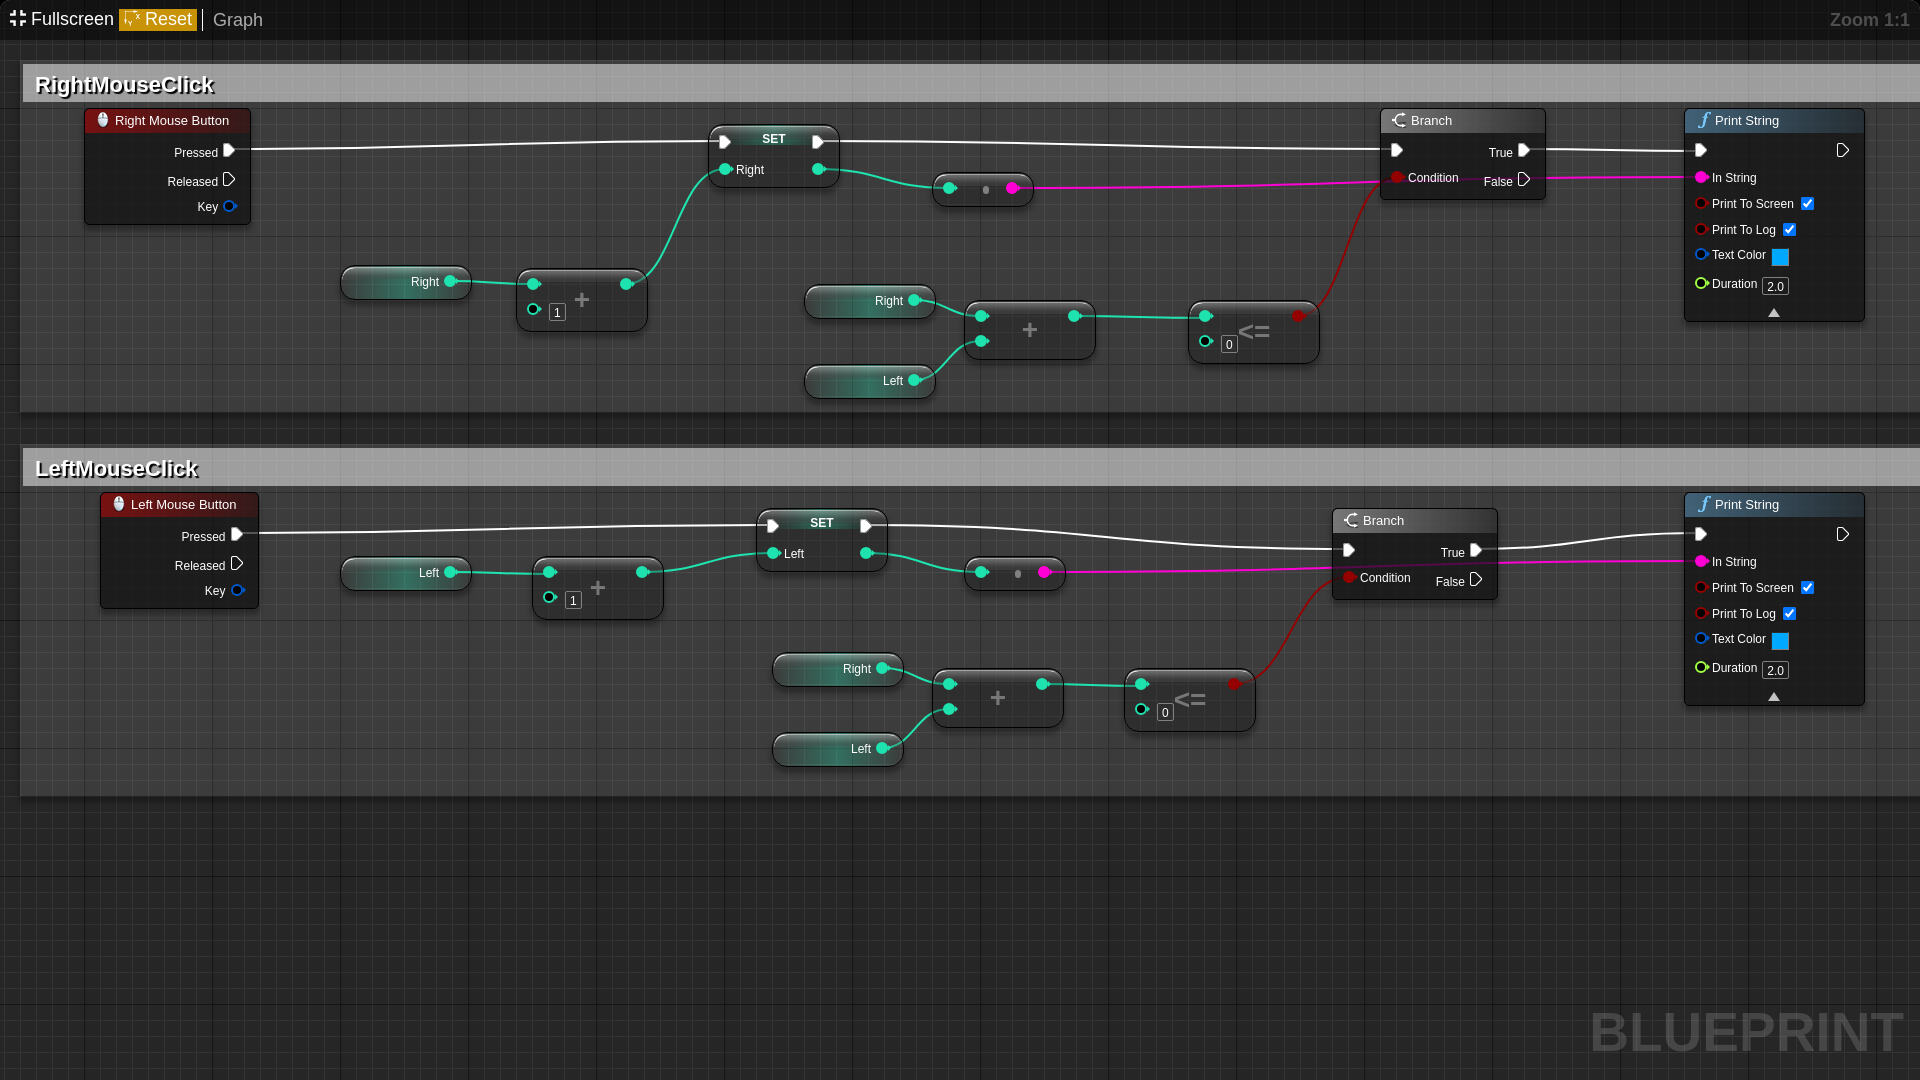 Fullscreen Reset Graph Zoom 1:1
RightMouseClick
Right Mouse Button
Pressed
Released
Key
SET
Right
Branch
True
Condition
False
Print String
In String
Print To Screen
Print To Log
Text Color
Duration 2.0
Right
+
1
Right
Left
+
<=
0
LeftMouseClick
Left Mouse Button
Pressed
Released
Key
Left
+
1
SET
Left
Branch
True
Condition
False
Print String
In String
Print To Screen
Print To Log
Text Color
Duration 2.0
Right
Left
+
<=
0
BLUEPRINT